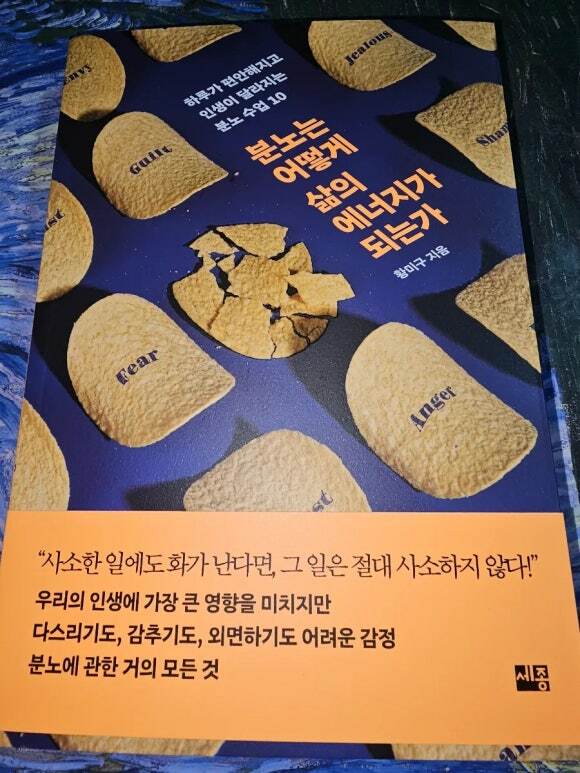 Jealous
하루가 편안해지고
인생이 달라지는
분노 수업 10
Guilt
분노는
어떻게
삶의
에너지가
되는가
황미구 지음
Fear
Anger
“사소한 일에도 화가 난다면, 그 일은 절대 사소하지 않다!”
우리의 인생에 가장 큰 영향을 미치지만
다스리기도, 감추기도, 외면하기도 어려운 감정
분노에 관한 거의 모든 것
세종